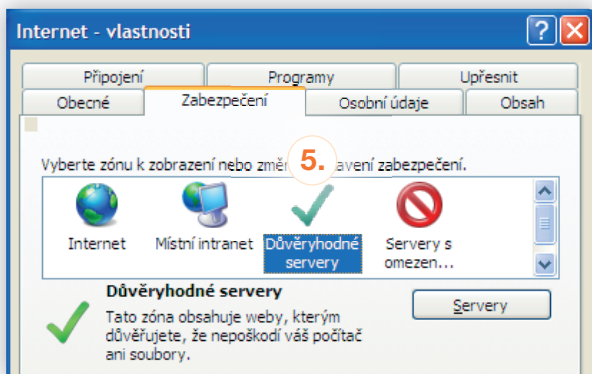 Internet - vlastnosti
Připojení Programy Upřesnit
Obecné Zabezpečení Osobní údaje Obsah
5.
Vyberte zónu k zobrazení nebo změ avení zabezpečení.
Internet Místní intranet Důvěryhodné servery Servery s omezen...
Důvěryhodné servery
Servery
Tato zóna obsahuje weby, kterým
důvěřujete, že nepoškodí váš počítač
ani soubory.